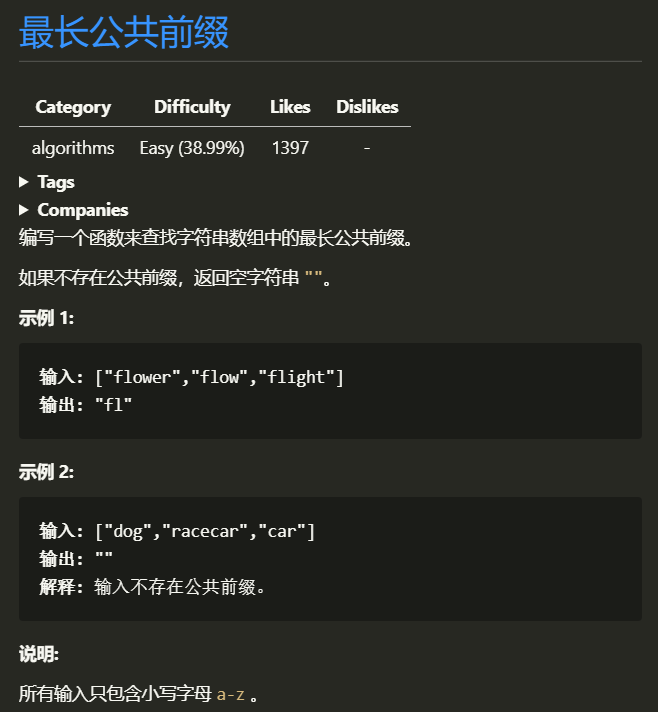 最长公共前缀
Category Difficulty Likes Dislikes
algorithms Easy (38.99%) 1397 -
▶ Tags
▶ Companies
编写一个函数来查找字符串数组中的最长公共前缀。
如果不存在公共前缀，返回空字符串 ""。
示例 1:
输入: ["flower","flow","flight"]
输出: "fl"
示例 2:
输入: ["dog","racecar","car"]
输出: ""
解释: 输入不存在公共前缀。
说明:
所有输入只包含小写字母 a-z 。